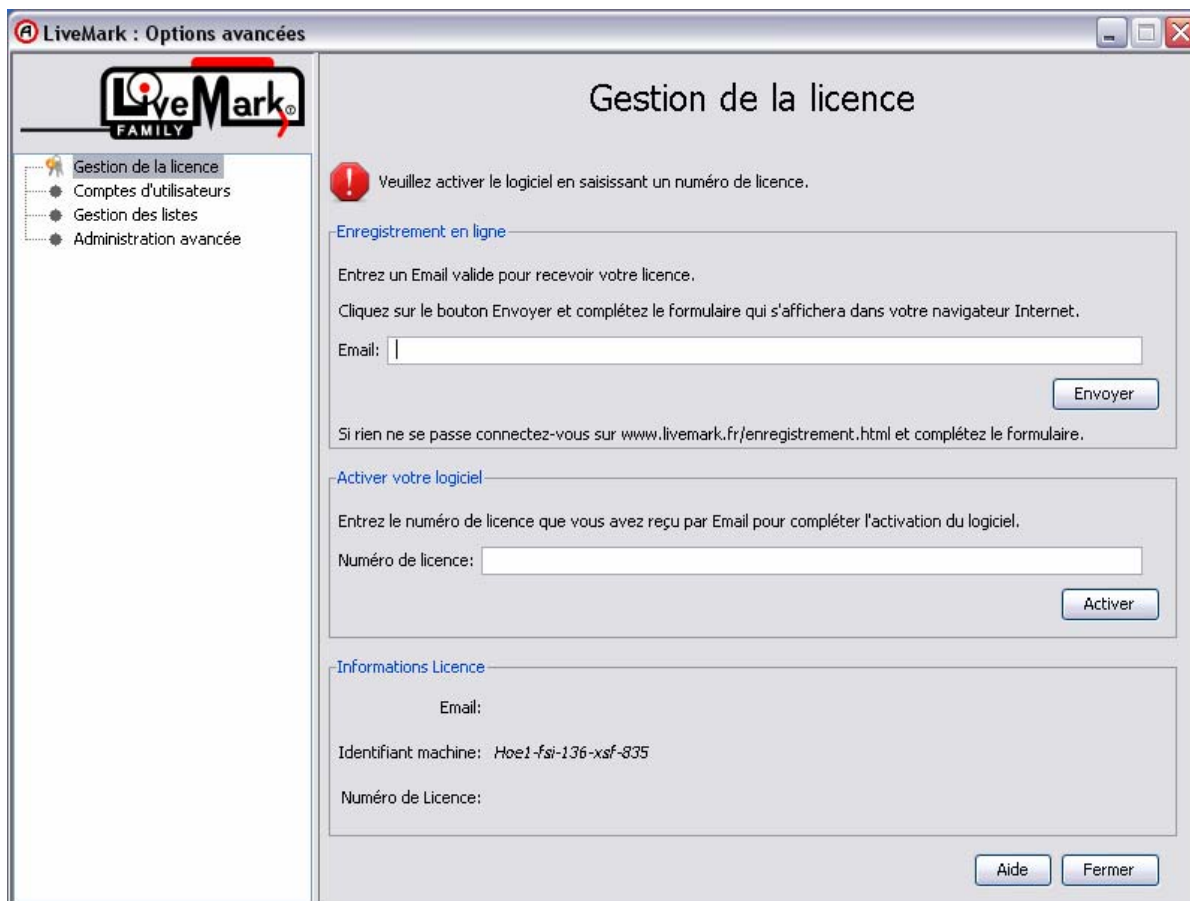 LiveMark : Options avancées
LiveMark
FAMILY
Gestion de la licence
Comptes d'utilisateurs
Gestion des listes
Administration avancée
Gestion de la licence
Veuillez activer le logiciel en saisissant un numéro de licence.
Enregistrement en ligne
Entrez un Email valide pour recevoir votre licence.
Cliquez sur le bouton Envoyer et complétez le formulaire qui s'affichera dans votre navigateur Internet.
Email:
Envoyer
Si rien ne se passe connectez-vous sur www.livemark.fr/enregistrement.html et complétez le formulaire.
Activer votre logiciel
Entrez le numéro de licence que vous avez reçu par Email pour compléter l'activation du logiciel.
Numéro de licence:
Activer
Informations Licence
Email:
Identifiant machine: Hoe1-fsi-136-xsf-835
Numéro de Licence:
Aide Fermer